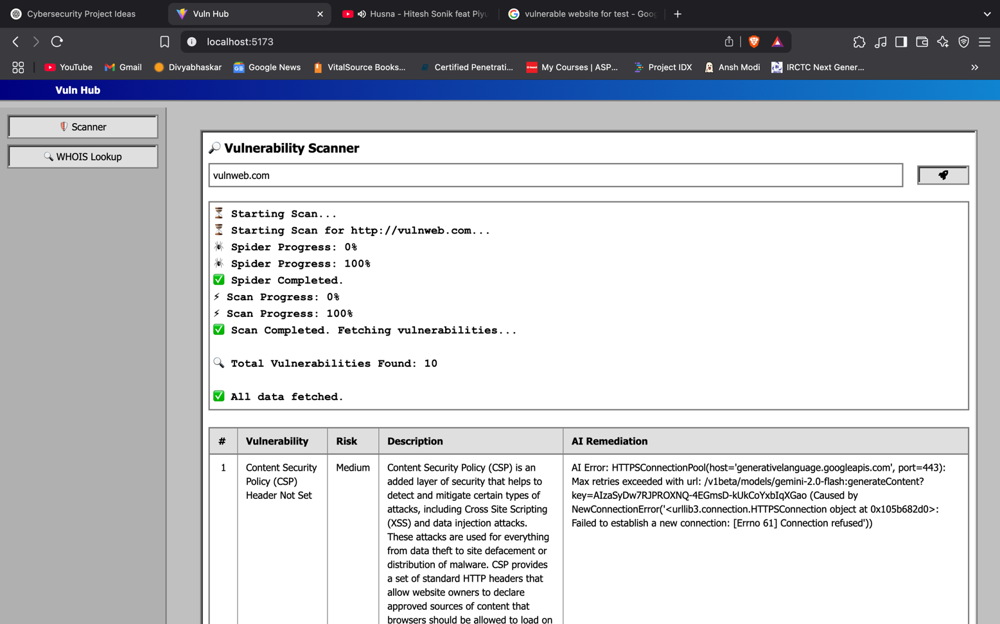 Cybersecurity Project Ideas
Vuln Hub
Husna - Hitesh Sonik feat Piyu
vulnerable website for test - Goog
localhost:5173
YouTube
Gmail
Divyabhaskar
Google News
VitalSource Books...
Certified Penetrati...
My Courses | ASP...
Project IDX
Ansh Modi
IRCTC Next Gener...
Vuln Hub
Scanner
WHOIS Lookup
Vulnerability Scanner
vulnweb.com
Starting Scan...
Starting Scan for http://vulnweb.com...
Spider Progress: 0%
Spider Progress: 100%
Spider Completed.
Scan Progress: 0%
Scan Progress: 100%
Scan Completed. Fetching vulnerabilities...
Total Vulnerabilities Found: 10
All data fetched.
# Vulnerability Risk Description AI Remediation
1
Content Security
Policy (CSP)
Header Not Set
Medium
Content Security Policy (CSP) is an
added layer of security that helps to
detect and mitigate certain types of
attacks, including Cross Site Scripting
(XSS) and data injection attacks.
These attacks are used for everything
from data theft to site defacement or
distribution of malware. CSP provides
a set of standard HTTP headers that
allow website owners to declare
approved sources of content that
browsers should be allowed to load on
AI Error: HTTPSConnectionPool(host='generativelanguage.googleapis.com', port=443):
Max retries exceeded with url: /v1beta/models/gemini-2.0-flash:generateContent?
key=AIzaSyDw7RJPROXNQ-4EGmsD-kUkCoYxbIqXGao (Caused by
NewConnectionError('<urllib3.connection.HTTPSConnection object at 0x105b682d0>:
Failed to establish a new connection: [Errno 61] Connection refused'))